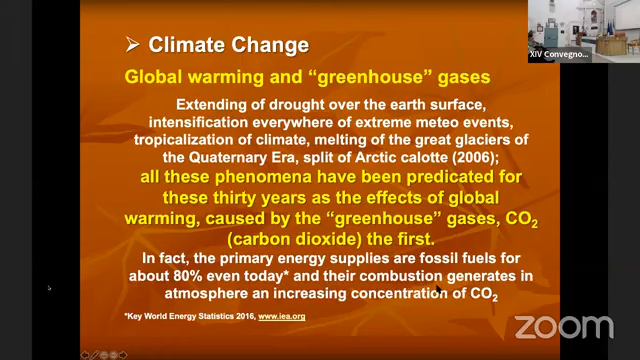 ➢ Climate Change
Global warming and “greenhouse” gases
Extending of drought over the earth surface,
intensification everywhere of extreme meteo events,
tropicalization of climate, melting of the great glaciers of
the Quaternary Era, split of Arctic calotte (2006);
all these phenomena have been predicated for
these thirty years as the effects of global
warming, caused by the “greenhouse” gases, CO₂
(carbon dioxide) the first.
In fact, the primary energy supplies are fossil fuels for
about 80% even today* and their combustion generates in
atmosphere an increasing concentration of CO₂
*Key World Energy Statistics 2016, www.iea.org
XIV Convegno...
zoom